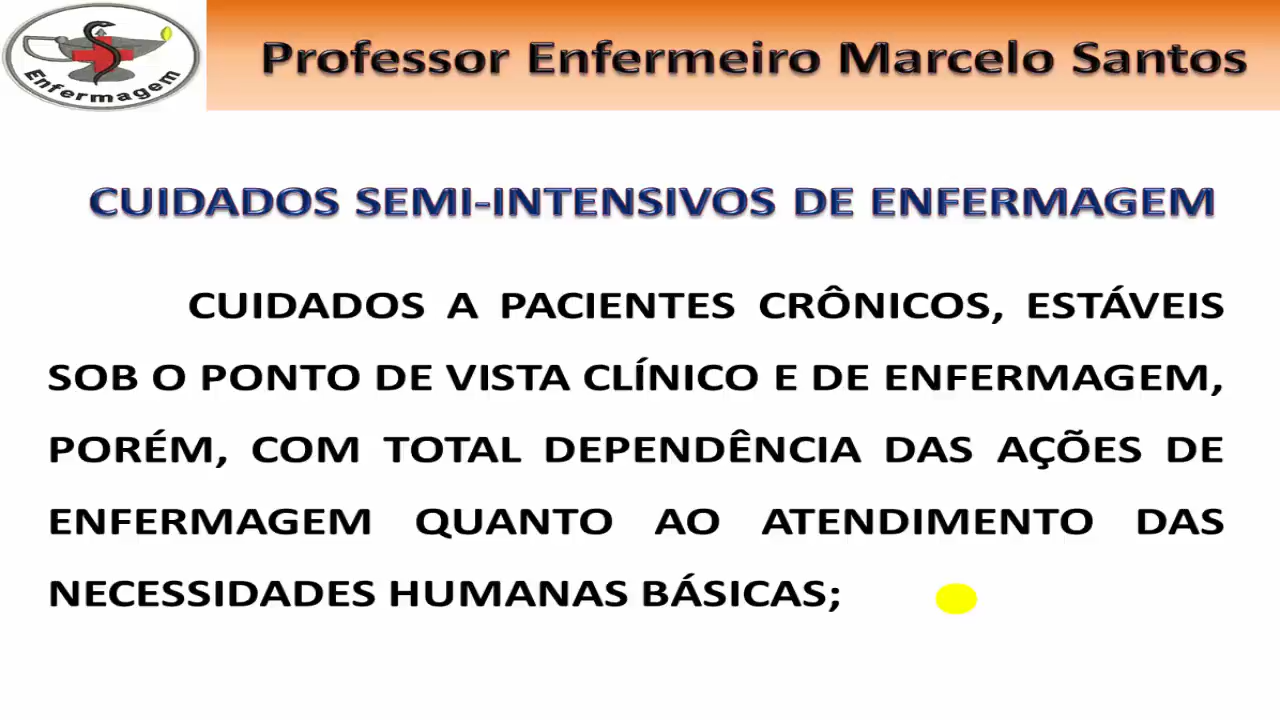 Enfermagem
Professor Enfermeiro Marcelo Santos
CUIDADOS SEMI-INTENSIVOS DE ENFERMAGEM
CUIDADOS A PACIENTES CRÔNICOS, ESTÁVEIS
SOB O PONTO DE VISTA CLÍNICO E DE ENFERMAGEM,
PORÉM, COM TOTAL DEPENDÊNCIA DAS AÇÕES DE
ENFERMAGEM QUANTO AO ATENDIMENTO DAS
NECESSIDADES HUMANAS BÁSICAS;